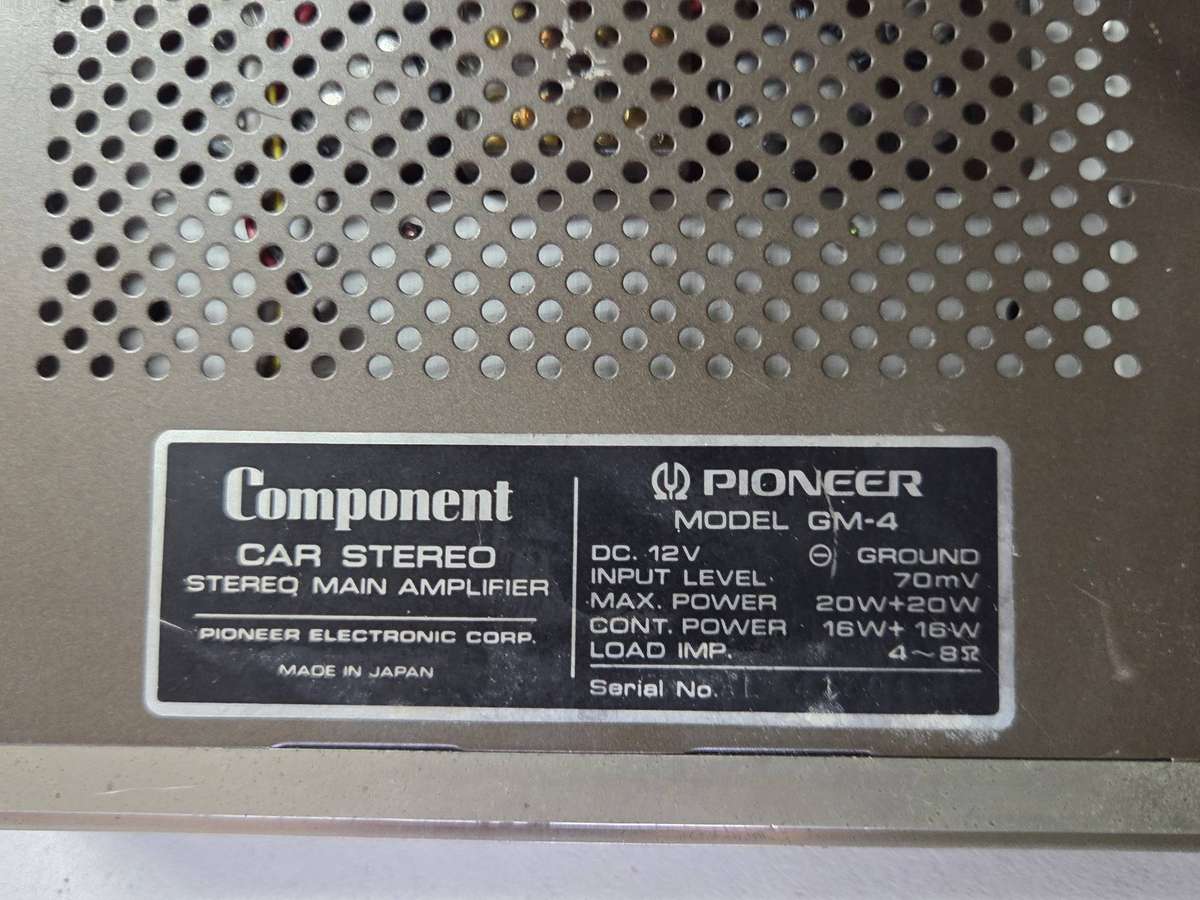 Component
CAR STEREO
STEREO MAIN AMPLIFIER
PIONEER ELECTRONIC CORP.
MADE IN JAPAN
PIONEER
MODEL GM-4
DC. 12V ⊖ GROUND
INPUT LEVEL 70mV
MAX. POWER 20W+20W
CONT. POWER 16W+ 16W
LOAD IMP. 4~8Ω
Serial No.